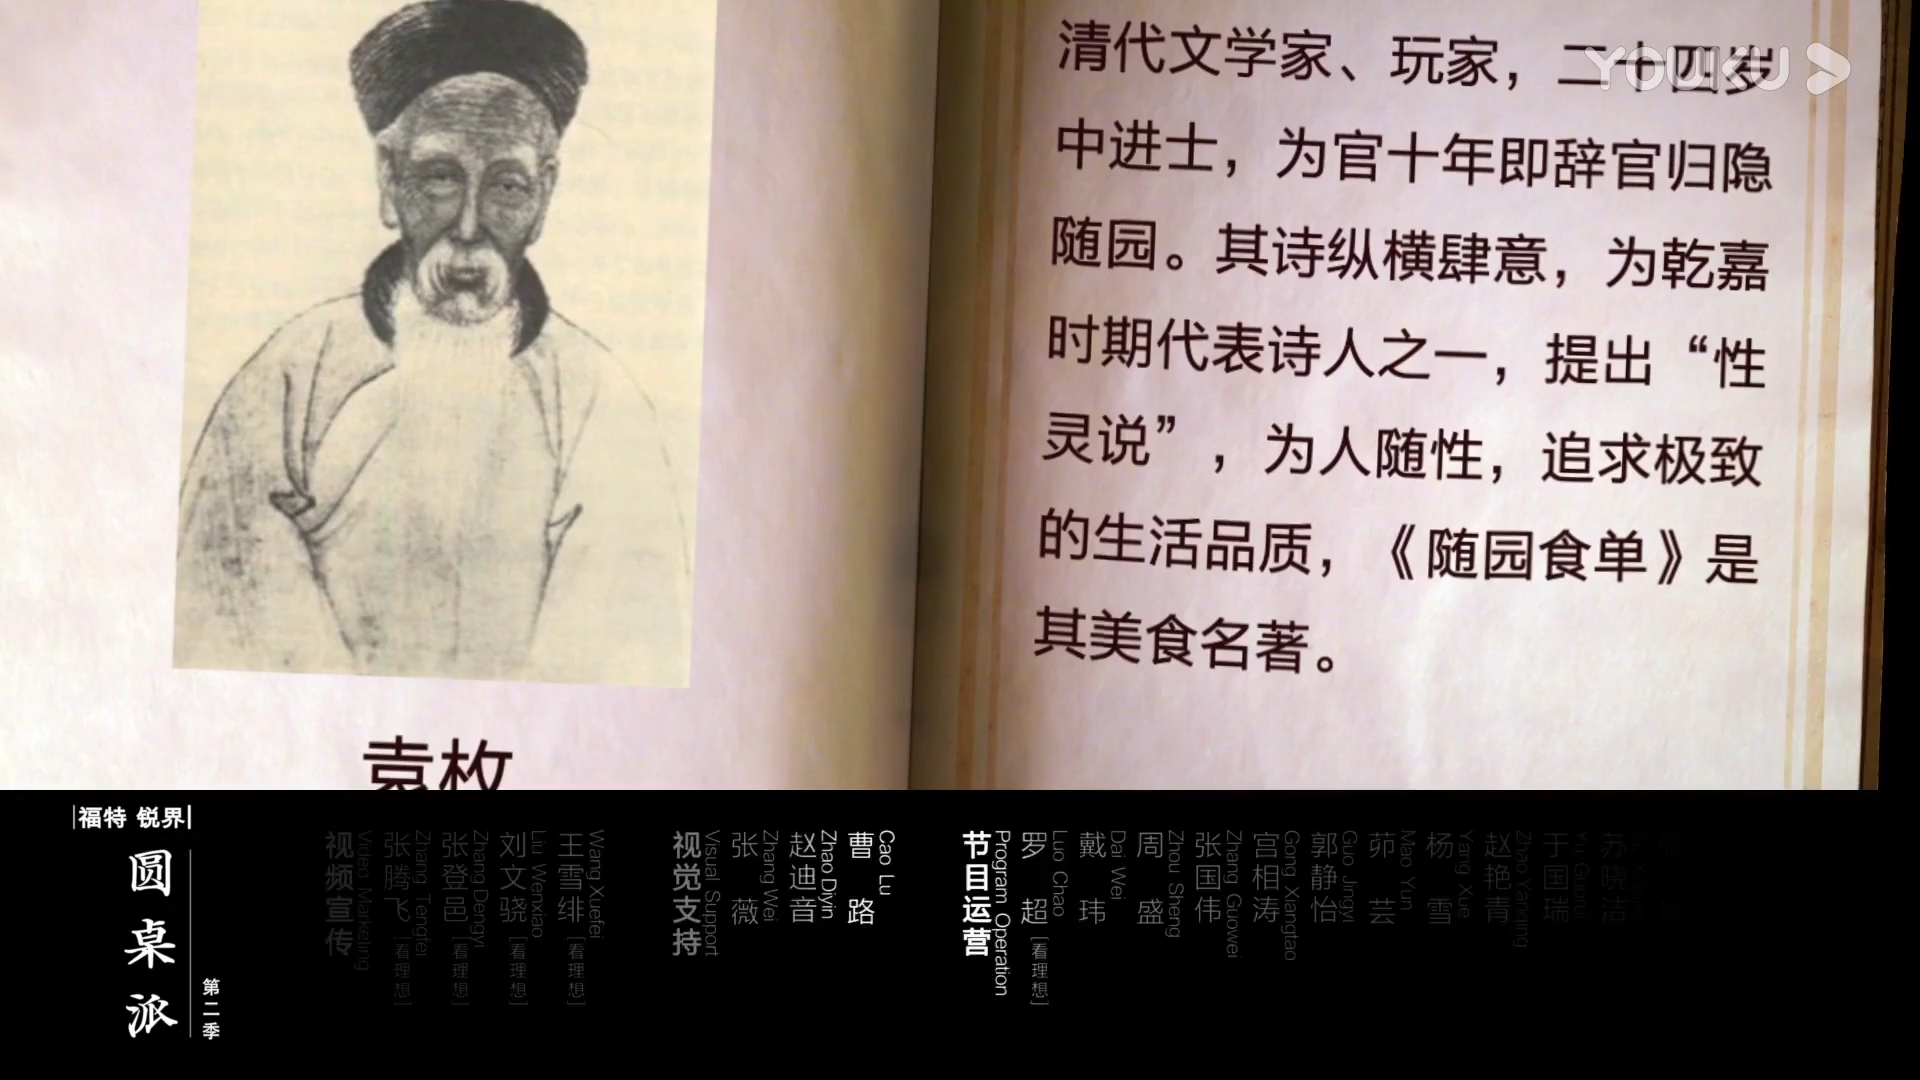 YOUKU
清代文学家、玩家，二十四岁
中进士，为官十年即辞官归隐
随园。其诗纵横肆意，为乾嘉
时期代表诗人之一，提出“性
灵说”，为人随性，追求极致
的生活品质，《随园食单》是
其美食名著。
袁枚
福特 锐界
圆桌派
第二季
视频宣传
Video Marketing
张腾飞［看理想］
Zhang Tengfei
张登邑［看理想］
Zhang Dengyi
刘文骁［看理想］
Liu Wenxiao
王雪绯［看理想］
Wang Xuefei
视觉支持
Visual Support
张 薇
Zhang Wei
赵迪音
Zhao Diyin
曹 路
Cao Lu
节目运营
Program Operation
罗 超［看理想］
Luo Chao
戴 玮
Dai Wei
周 盛
Zhou Sheng
张国伟
Zhang Guowei
宫相涛
Gong Xiangtao
郭静怡
Guo Jingyi
茆 芸
Mao Yun
杨 雪
Yang Xue
赵艳青
Zhao Yanqing
于国瑞
Yu Guorui
苏晓洁